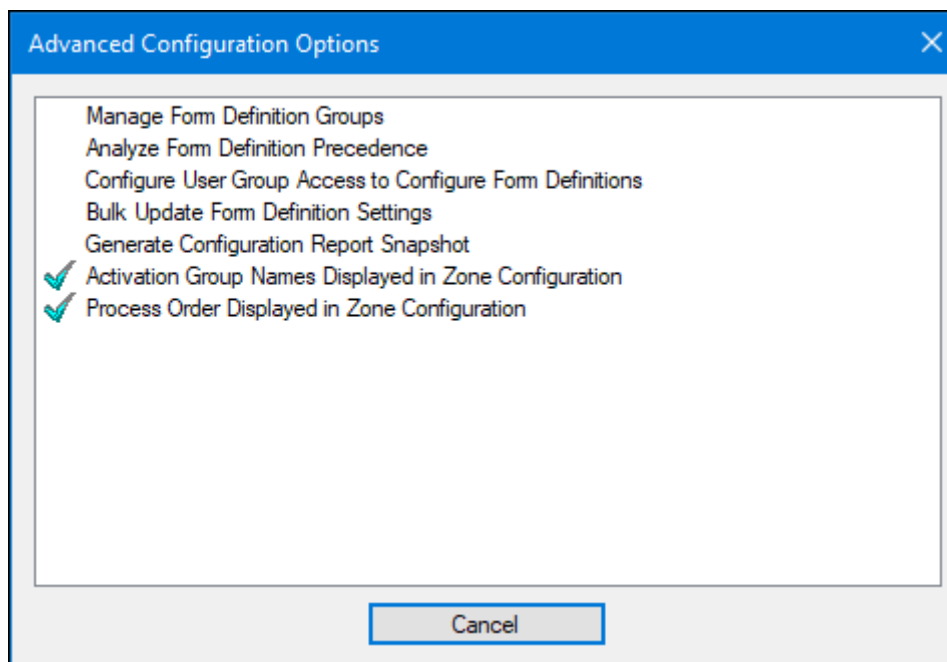 Advanced Configuration Options
Manage Form Definition Groups
Analyze Form Definition Precedence
Configure User Group Access to Configure Form Definitions
Bulk Update Form Definition Settings
Generate Configuration Report Snapshot
Activation Group Names Displayed in Zone Configuration
Process Order Displayed in Zone Configuration
Cancel